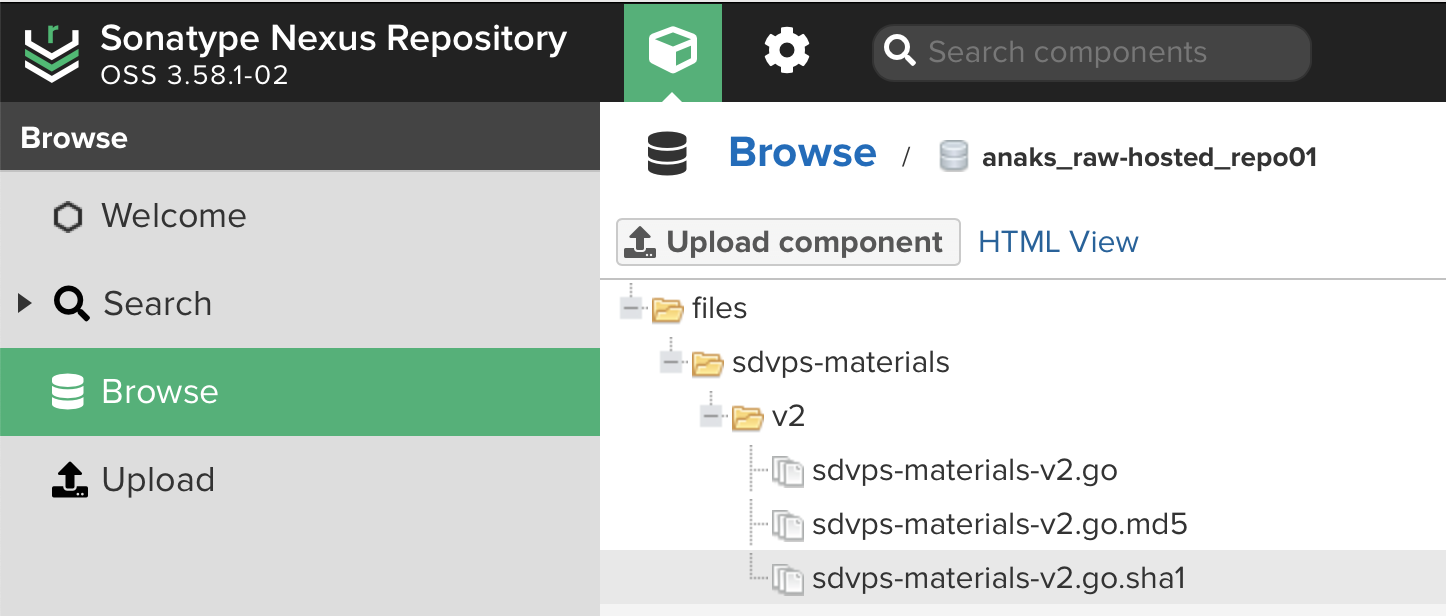 Sonatype Nexus Repository
OSS 3.58.1-02
Search components
Browse
Browse / anaks_raw-hosted_repo01
Welcome
Upload component HTML View
Search
files
sdvps-materials
Browse
v2
sdvps-materials-v2.go
Upload
sdvps-materials-v2.go.md5
sdvps-materials-v2.go.sha1